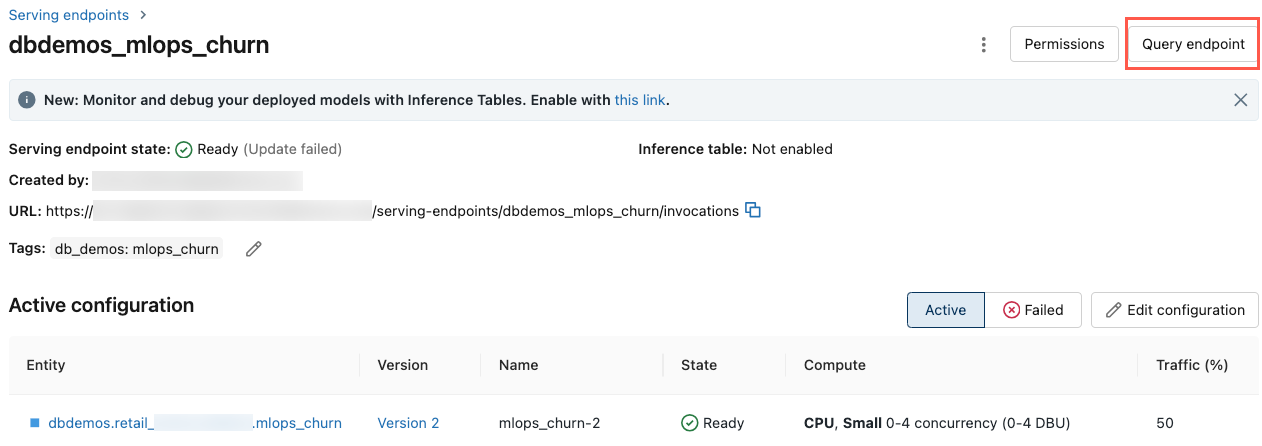 Serving endpoints >
dbdemos_mlops_churn
Permissions
Query endpoint
New: Monitor and debug your deployed models with Inference Tables. Enable with this link.
Serving endpoint state: Ready (Update failed)
Inference table: Not enabled
Created by:
URL: https:// /serving-endpoints/dbdemos_mlops_churn/invocations
Tags: db_demos: mlops_churn
Active configuration
Active
Failed
Edit configuration
Entity Version Name State Compute Traffic (%)
dbdemos.retail_ .mlops_churn Version 2 mlops_churn-2 Ready CPU, Small 0-4 concurrency (0-4 DBU) 50